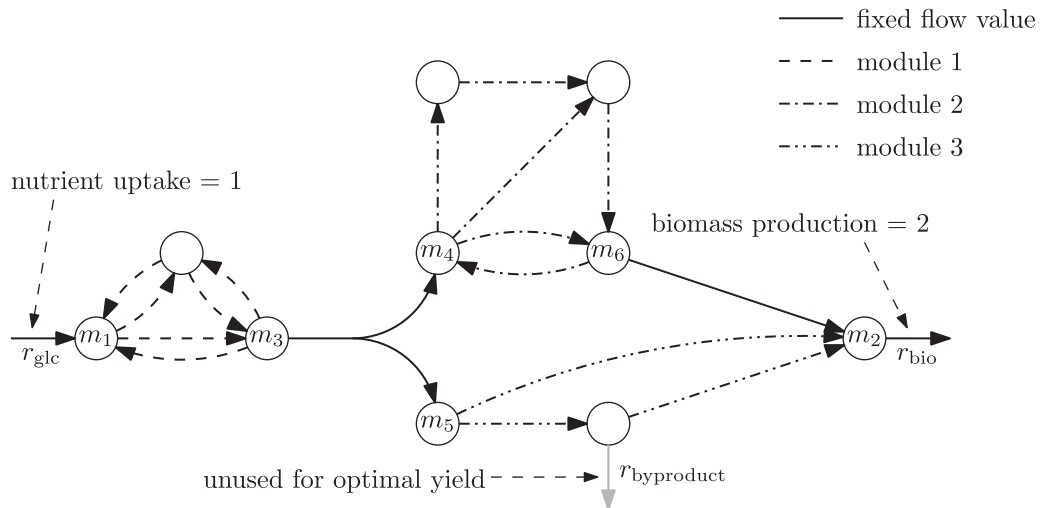 fixed flow value
module 1
module 2
module 3
nutrient uptake = 1
biomass production = 2
m4
m6
m1
m3
m2
rglc
rbio
m5
rbyproduct
unused for optimal yield